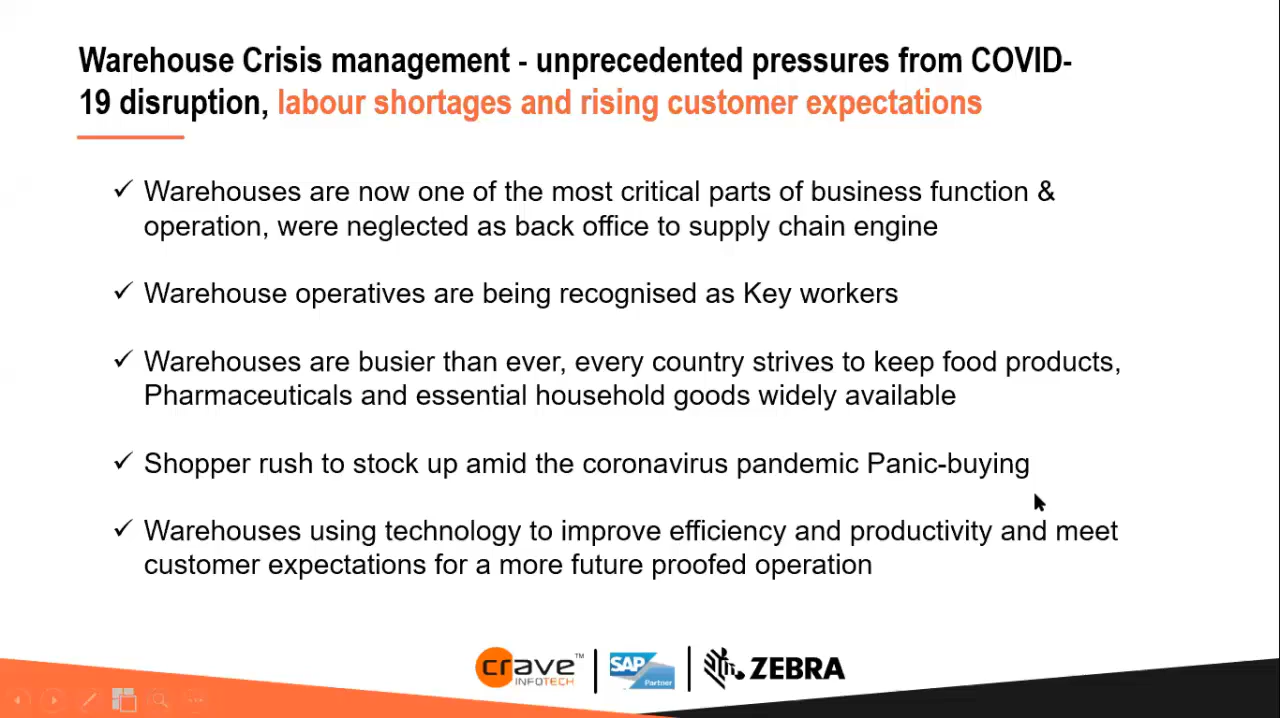 Warehouse Crisis management - unprecedented pressures from COVID-
19 disruption, labour shortages and rising customer expectations
✓ Warehouses are now one of the most critical parts of business function &
operation, were neglected as back office to supply chain engine
✓ Warehouse operatives are being recognised as Key workers
✓ Warehouses are busier than ever, every country strives to keep food products,
Pharmaceuticals and essential household goods widely available
✓ Shopper rush to stock up amid the coronavirus pandemic Panic-buying
✓ Warehouses using technology to improve efficiency and productivity and meet
customer expectations for a more future proofed operation
crave™
INFOTECH
SAP
Partner
ZEBRA